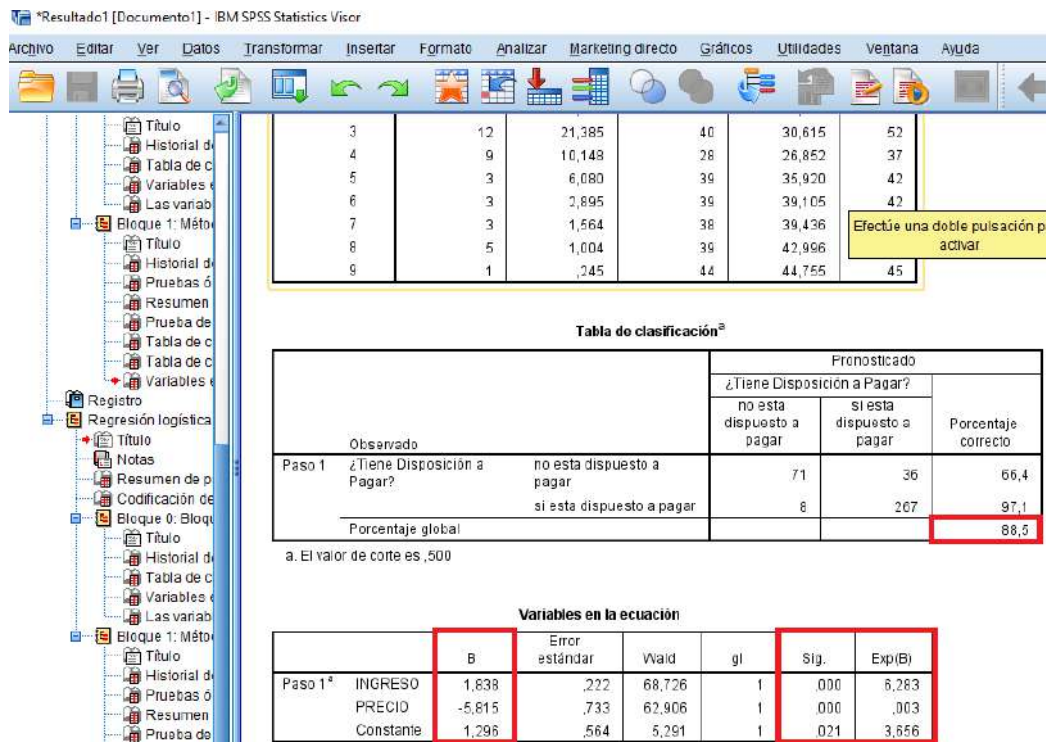 *Resultado1 [Documento1] - IBM SPSS Statistics Visor
Archivo Editar Ver Datos Transformar Insertar Formato Analizar Marketing directo Gráficos Utilidades Ventana Ayuda
Título
Historial d
Tabla de c
Variables e
Las variab
Bloque 1: Métod
Título
Historial d
Pruebas ó
Resumen
Prueba de
Tabla de c
Tabla de c
Variables e
Registro
Regresión logística
Título
Notas
Resumen de p
Codificación de
Bloque 0: Bloqu
Título
Historial d
Tabla de c
Variables e
Las variab
Bloque 1: Métod
Título
Historial d
Pruebas ó
Resumen
Prueba de
3 12 21,385 40 30,615 52
4 9 10,148 28 26,852 37
5 3 6,080 39 35,920 42
6 3 2,895 39 39,105 42
7 3 1,564 38 39,436
8 5 1,004 39 42,996
9 1 ,245 44 44,755 45
Efectúe una doble pulsación p
activar
Tabla de clasificación a
Pronosticado
¿Tiene Disposición a Pagar?
no esta dispuesto a pagar
si esta dispuesto a pagar
Porcentaje correcto
Observado
Paso 1 ¿Tiene Disposición a Pagar? no esta dispuesto a pagar 71 36 66,4
si esta dispuesto a pagar 8 267 97,1
Porcentaje global 88,5
a. El valor de corte es ,500
Variables en la ecuación
B Error estándar Wald gl Sig. Exp(B)
Paso 1 a INGRESO 1,838 ,222 68,726 1 ,000 6,283
PRECIO -5,815 ,733 62,906 1 ,000 ,003
Constante 1,296 ,564 5,291 1 ,021 3,656